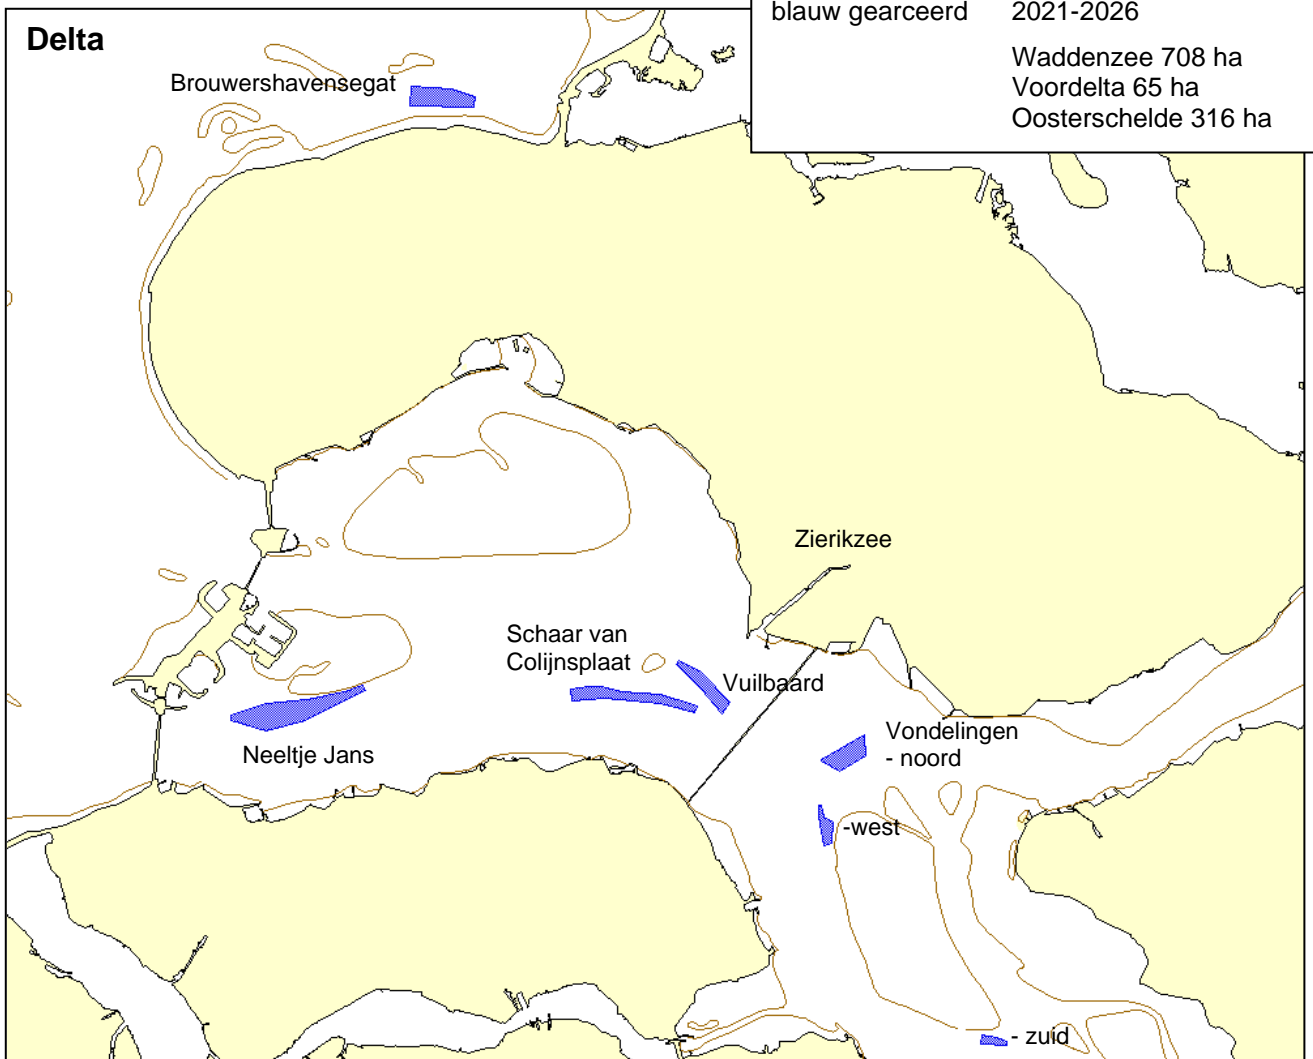 blauw gearceerd 2021-2026
Delta
Waddenzee 708 ha
Voordelta 65 ha
Oosterschelde 316 ha
Brouwershavensegat
Zierikzee
Schaar van
Colijnsplaat
Vuilbaard
Neeltje Jans
Vondelingen
- noord
-west
- zuid